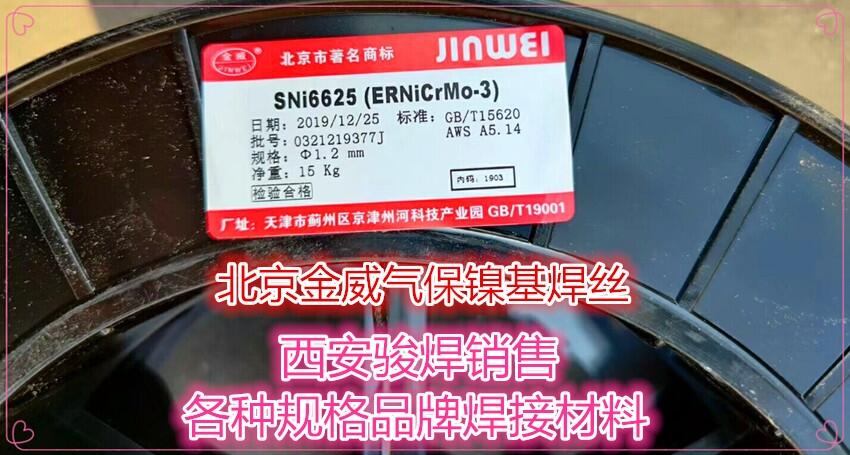 金威
JINWEI
北京市著名商标
JINWEI
SNi6625 (ERNiCrMo-3)
日期: 2019/12/25 标准: GB/T15620
批号: 0321219377J AWS A5.14
规格: Φ1.2 mm
净重: 15 Kg
检验合格
内码: 1903
厂址: 天津市蓟州区京津州河科技产业园 GB/T19001
北京金威气保镍基焊丝
西安骏焊销售
各种规格品牌焊接材料